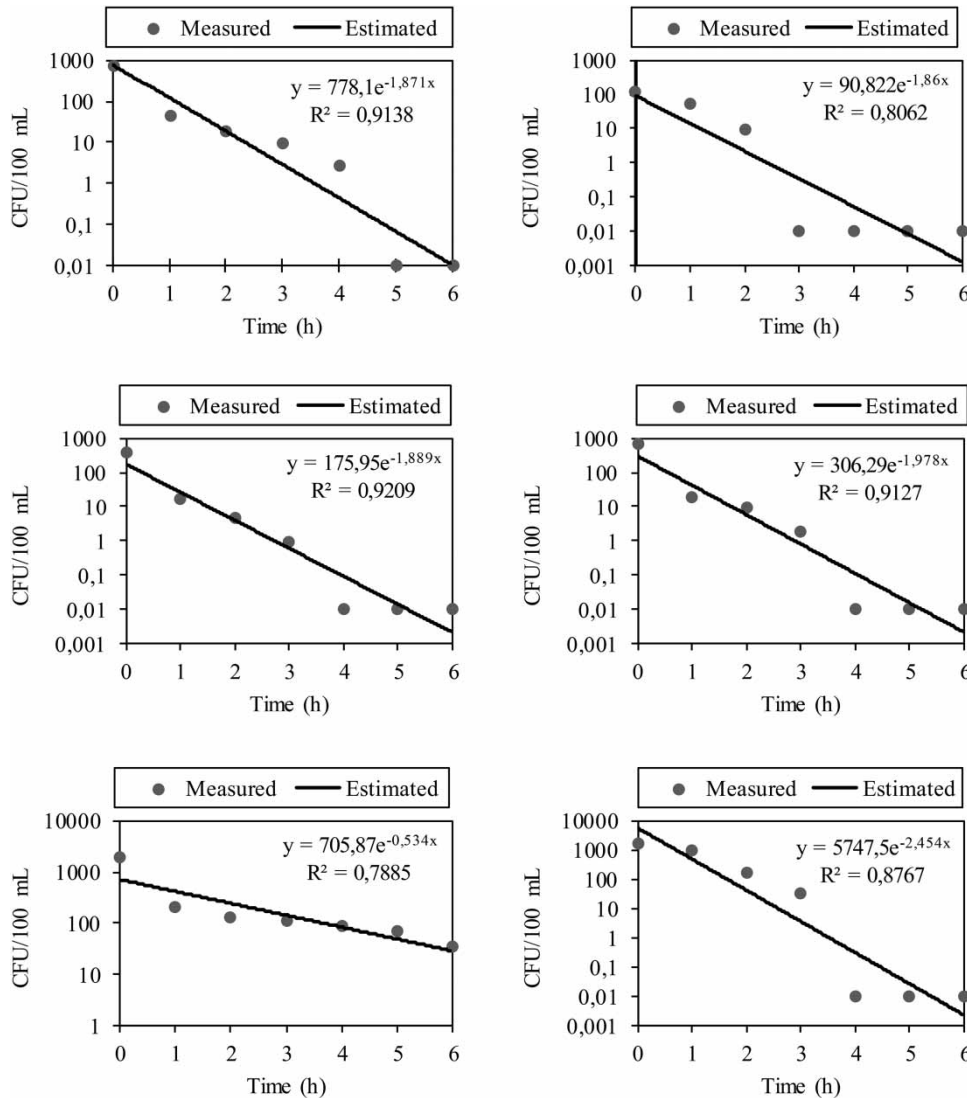 Measured Estimated
1000
100
10
1
0,1
0,01
CFU/100 mL
y = 778,1e-1,871x
R² = 0,9138
0 1 2 3 4 5 6
Time (h)
Measured Estimated
1000
100
10
1
0,1
0,01
0,001
CFU/100 mL
y = 90,822e-1,86x
R² = 0,8062
0 1 2 3 4 5 6
Time (h)
Measured Estimated
1000
100
10
1
0,1
0,01
0,001
CFU/100 mL
y = 175,95e-1,889x
R² = 0,9209
0 1 2 3 4 5 6
Time (h)
Measured Estimated
1000
100
10
1
0,1
0,01
0,001
CFU/100 mL
y = 306,29e-1,978x
R² = 0,9127
0 1 2 3 4 5 6
Time (h)
Measured Estimated
10000
1000
100
10
1
CFU/100 mL
y = 705,87e-0,534x
R² = 0,7885
0 1 2 3 4 5 6
Time (h)
Measured Estimated
10000
1000
100
10
1
0,1
0,01
0,001
CFU/100 mL
y = 5747,5e-2,454x
R² = 0,8767
0 1 2 3 4 5 6
Time (h)